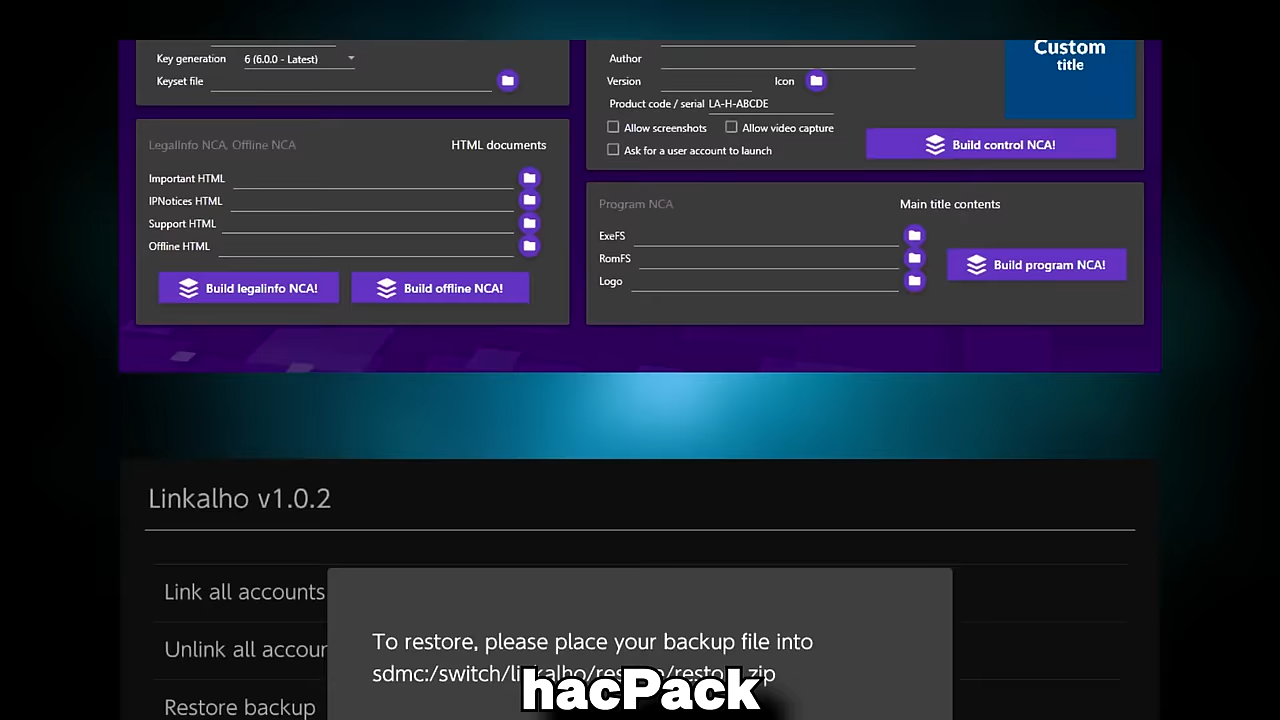 Key generation 6 (6.0.0 - Latest)
Keyset file
LegalInfo NCA, Offline NCA HTML documents
Important HTML
IPNotices HTML
Support HTML
Offline HTML
Build legalinfo NCA! Build offline NCA!
Author
Version Icon
Product code / serial LA-H-ABCDE
Allow screenshots Allow video capture
Ask for a user account to launch
Custom
title
Build control NCA!
Program NCA Main title contents
ExeFS
RomFS
Logo
Build program NCA!
Linkalho v1.0.2
Link all accounts
Unlink all accour
Restore backup
To restore, please place your backup file into
sdmc:/switch/linkalho/restore/restore.zip
hacPack